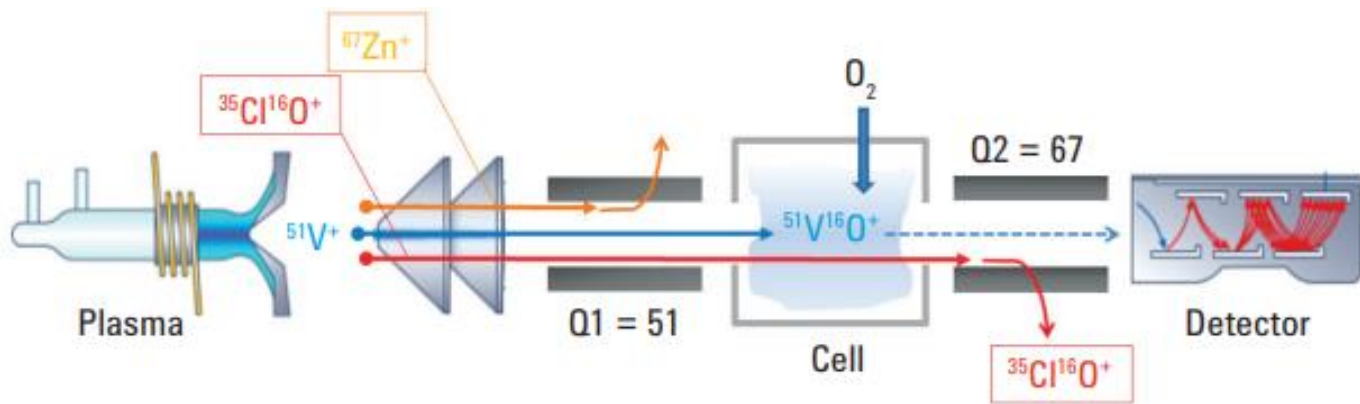 ⁶⁷Zn⁺
³⁵Cl¹⁶O⁺
O₂
Q2 = 67
⁵¹V⁺
⁵¹V¹⁶O⁺
Plasma
Q1 = 51
Cell
Detector
³⁵Cl¹⁶O⁺